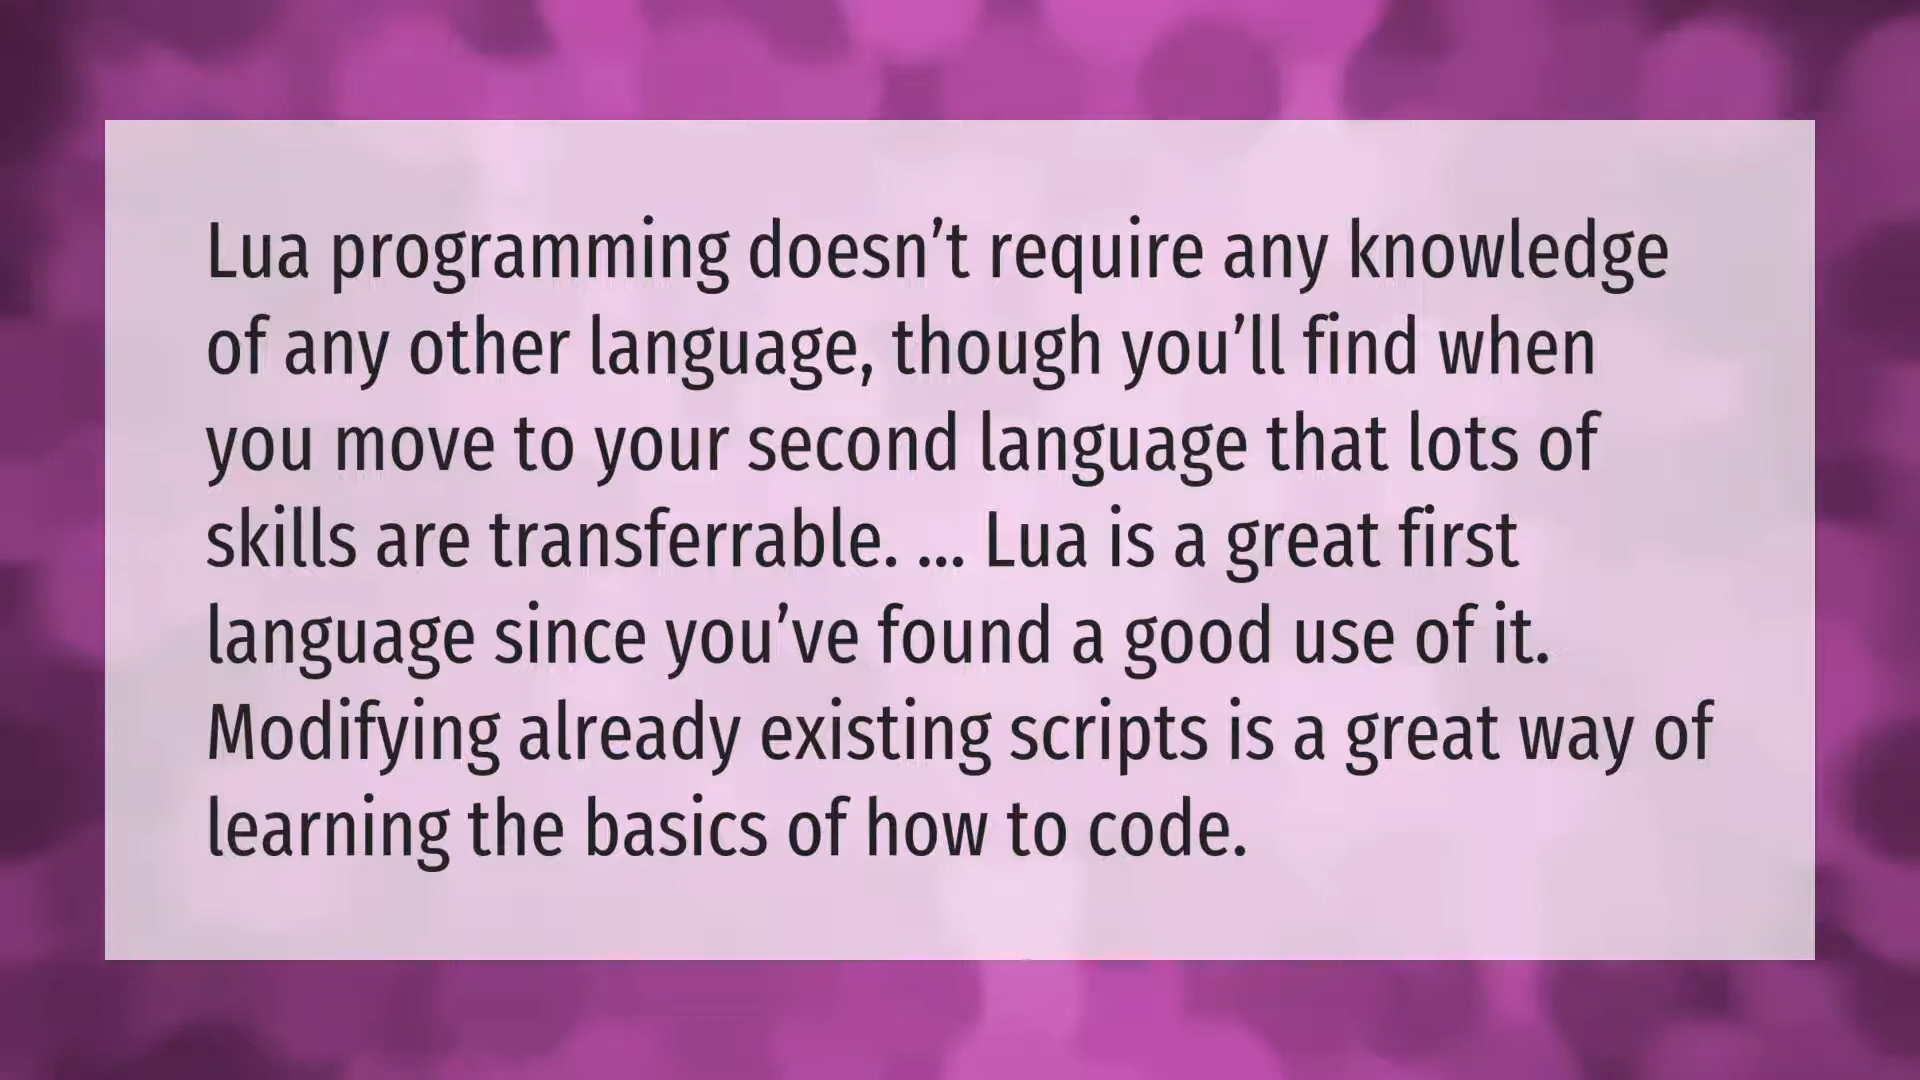 Lua programming doesn’t require any knowledge
of any other language, though you’ll find when
you move to your second language that lots of
skills are transferrable. ... Lua is a great first
language since you’ve found a good use of it.
Modifying already existing scripts is a great way of
learning the basics of how to code.